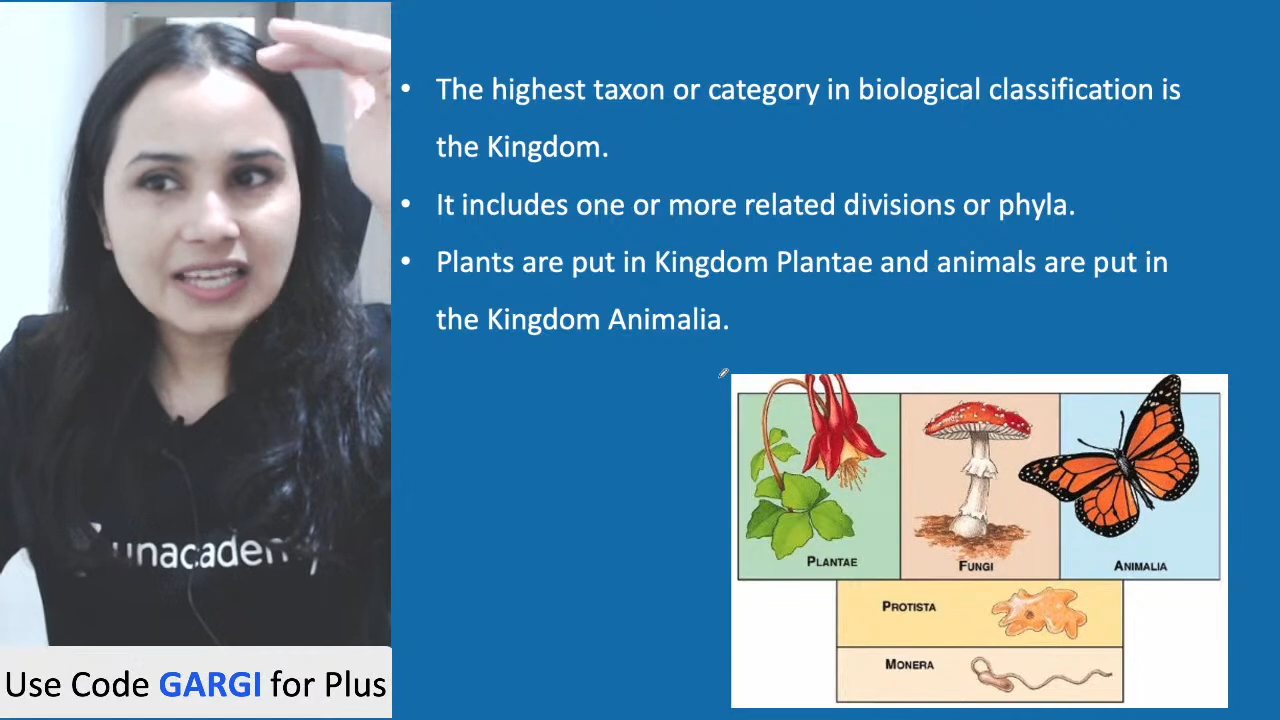 • The highest taxon or category in biological classification is
the Kingdom.
• It includes one or more related divisions or phyla.
• Plants are put in Kingdom Plantae and animals are put in
the Kingdom Animalia.
PLANTAE
FUNGI
ANIMALIA
PROTISTA
MONERA
unacadem
Use Code GARGI for Plus